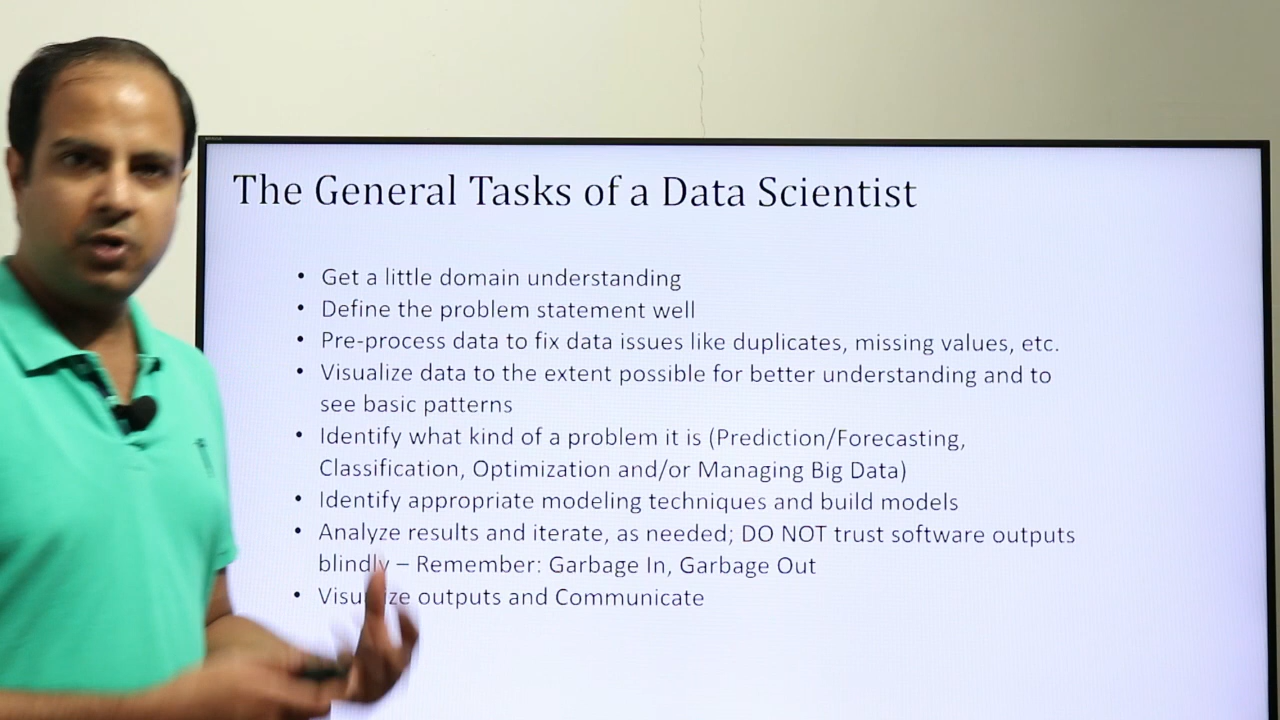 The General Tasks of a Data Scientist
• Get a little domain understanding
• Define the problem statement well
• Pre-process data to fix data issues like duplicates, missing values, etc.
• Visualize data to the extent possible for better understanding and to
see basic patterns
• Identify what kind of a problem it is (Prediction/Forecasting,
Classification, Optimization and/or Managing Big Data)
• Identify appropriate modeling techniques and build models
• Analyze results and iterate, as needed; DO NOT trust software outputs
blindly – Remember: Garbage In, Garbage Out
• Visualize outputs and Communicate